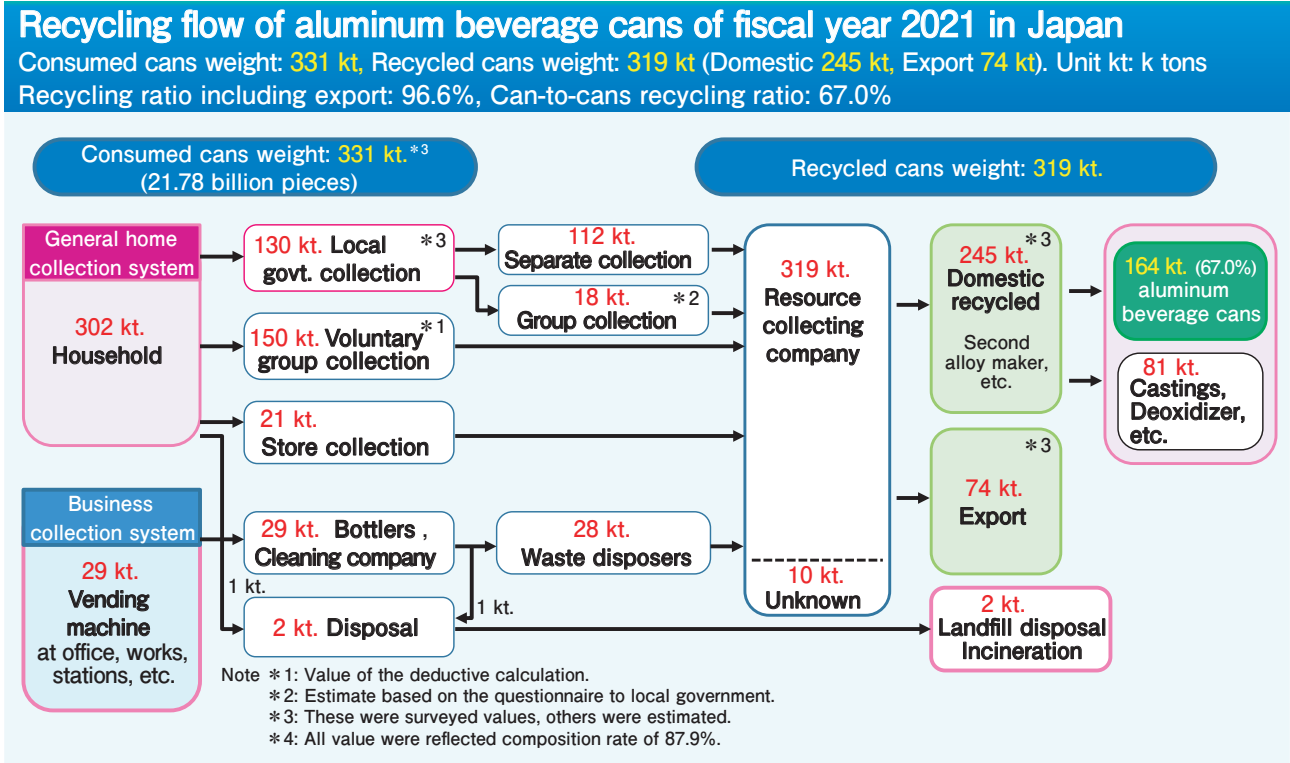 Recycling flow of aluminum beverage cans of fiscal year 2021 in Japan
Consumed cans weight: 331 kt, Recycled cans weight: 319 kt (Domestic 245 kt, Export 74 kt). Unit kt: k tons
Recycling ratio including export: 96.6%, Can-to-cans recycling ratio: 67.0%
Consumed cans weight: 331 kt.*3
(21.78 billion pieces)
Recycled cans weight: 319 kt.
General home
collection system
302 kt.
Household
Business
collection system
29 kt.
Vending
machine
at office, works,
stations, etc.
130 kt. Local *3
govt. collection
150 kt. Voluntary*1
group collection
21 kt.
Store collection
29 kt. Bottlers ,
Cleaning company
1 kt.
1 kt.
2 kt. Disposal
112 kt.
Separate collection
18 kt. *2
Group collection
28 kt.
Waste disposers
319 kt.
Resource
collecting
company
10 kt.
Unknown
*3
245 kt.
Domestic
recycled
Second
alloy maker,
etc.
*3
74 kt.
Export
2 kt.
Landfill disposal
Incineration
164 kt. (67.0%)
aluminum
beverage cans
81 kt.
Castings,
Deoxidizer,
etc.
Note *1: Value of the deductive calculation.
*2: Estimate based on the questionnaire to local government.
*3: These were surveyed values, others were estimated.
*4: All value were reflected composition rate of 87.9%.